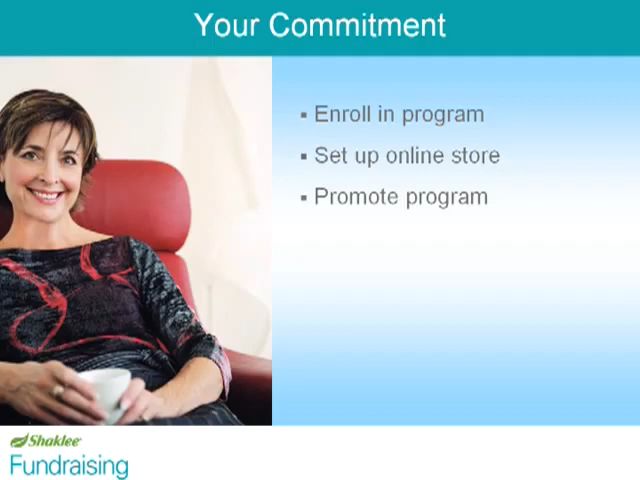 Your Commitment
▪ Enroll in program
▪ Set up online store
▪ Promote program
Shaklee
Fundraising